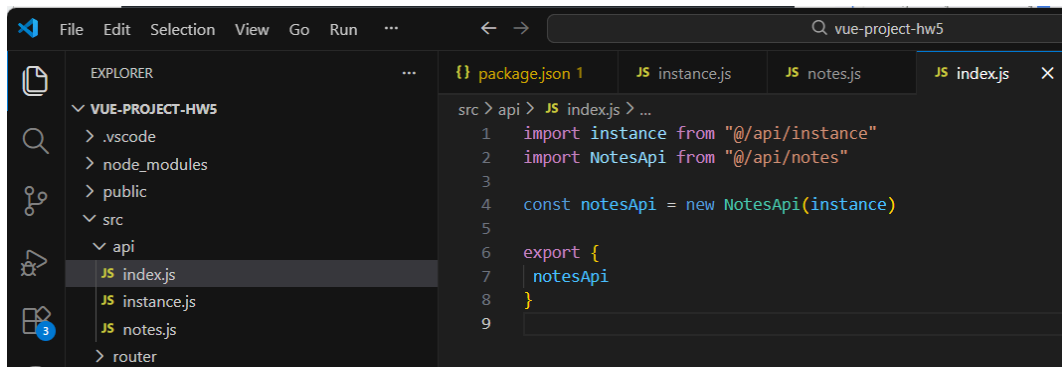 File Edit Selection View Go Run ··· ← → vue-project-hw5
EXPLORER ···
VUE-PROJECT-HW5
> .vscode
> node_modules
> public
src
api
JS index.js
JS instance.js
JS notes.js
> router
3
{} package.json 1 JS instance.js JS notes.js JS index.js ×
src > api > JS index.js > ...
1 import instance from "@/api/instance"
2 import NotesApi from "@/api/notes"
3
4 const notesApi = new NotesApi(instance)
5
6 export {
7 notesApi
8 }
9